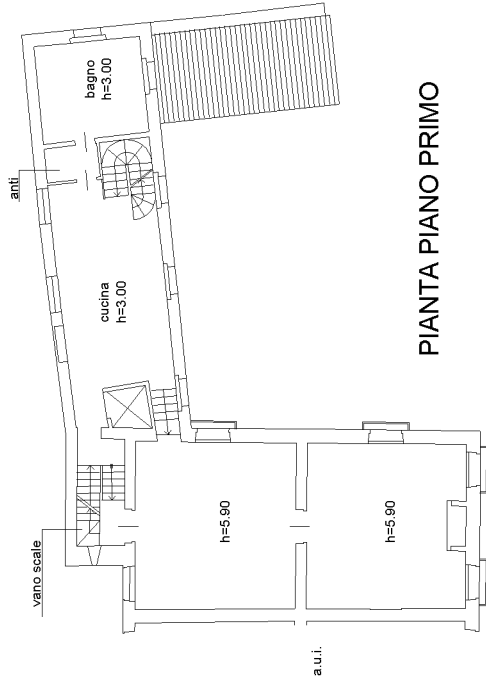 bagno
h=3.00
anti
cucina
h=3.00
vano scale
h=5.90
h=5.90
a.u.i.
PIANTA PIANO PRIMO